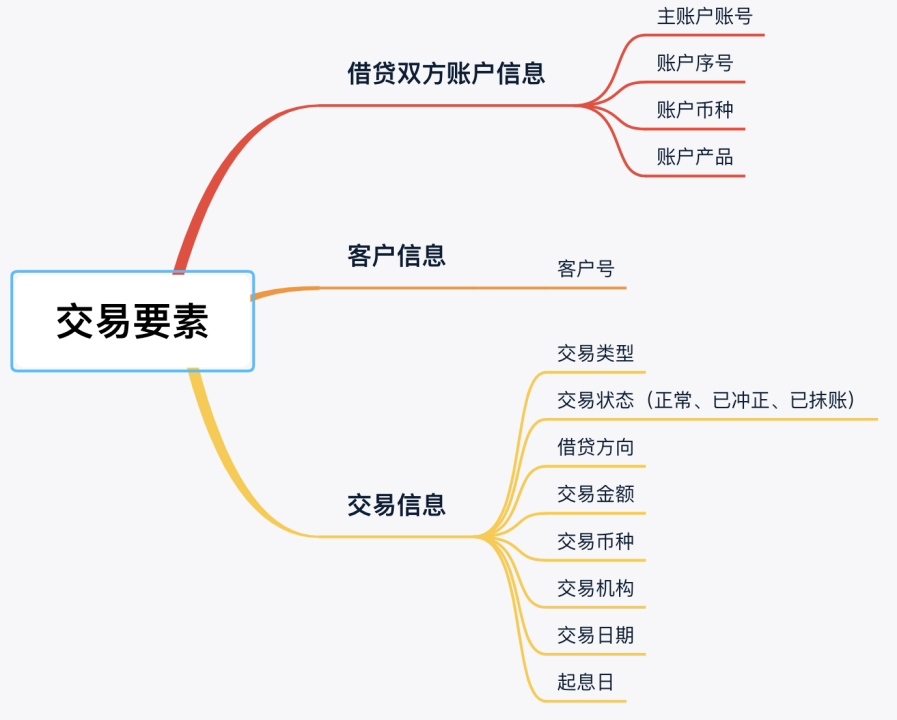 交易要素
借贷双方账户信息
主账户账号
账户序号
账户币种
账户产品
客户信息
客户号
交易信息
交易类型
交易状态（正常、已冲正、已抹账）
借贷方向
交易金额
交易币种
交易机构
交易日期
起息日